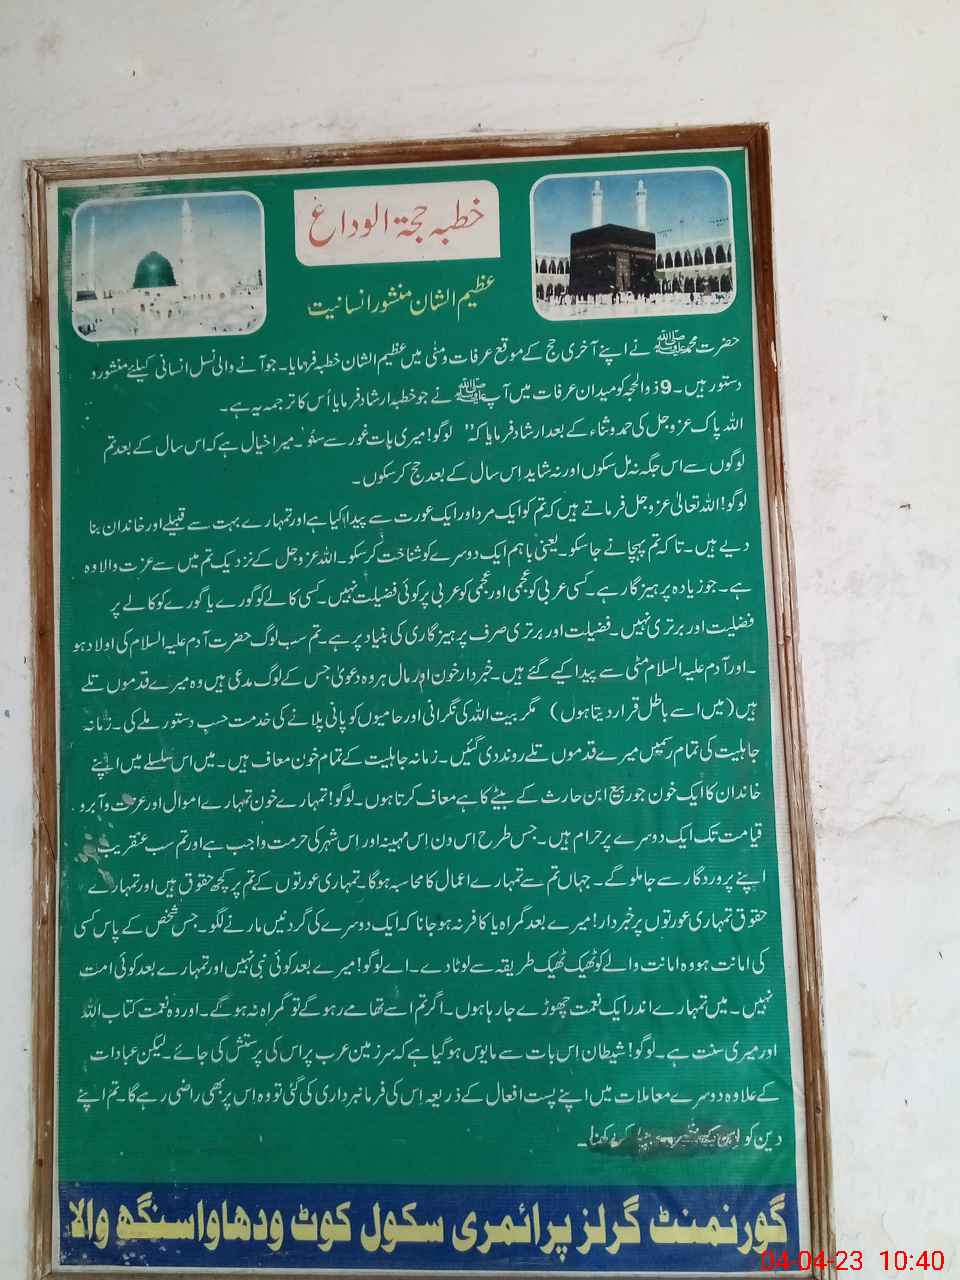 خطبہ حجۃ الوداع
عظیم الشان منشور انسانیت
حضرت محمد ﷺ نے اپنے آخری حج کے موقع عرفات ومنٰی میں عظیم الشان خطبہ فرمایا۔ جو آنے والی نسل انسانی کیلئے منشور و
دستور ہیں۔ 9 ذوالحجہ کو میدان عرفات میں آپ ﷺ نے جو خطبہ ارشاد فرمایا اُس کا ترجمہ یہ ہے۔
اللہ پاک عزوجل کی حمد و ثناء کے بعد ارشاد فرمایا کہ " لوگو! میری بات غور سے سنو۔ میرا خیال ہے کہ اس سال کے بعد تم
لوگوں سے اس جگہ نہ مل سکوں اور نہ شاید اِس سال کے بعد حج کر سکوں۔
لوگو! اللہ تعالیٰ عزوجل فرماتے ہیں کہ تم کو ایک مرد اور ایک عورت سے پیدا کیا ہے اور تمہارے بہت سے قبیلے اور خاندان بنا
دیے ہیں۔ تاکہ تم پہچانے جا سکو۔ یعنی باہم ایک دوسرے کو شناخت کر سکو۔ اللہ عزوجل کے نزدیک تم میں سے عزت والا وہ
ہے۔ جو زیادہ پرہیز گار ہے۔ کسی عربی کو عجمی اور عجمی کو عربی پر کوئی فضیلت نہیں۔ کسی کالے کو گورے یا گورے کو کالے پر
فضلیت اور برتری نہیں۔ فضیلت اور برتری صرف پرہیز گاری کی بنیاد پر ہے۔ تم سب لوگ حضرت آدم علیہ السلام کی اولاد ہو
۔ اور آدم علیہ السلام مٹی سے پیدا کیے گئے ہیں۔ خبردار خون اور مال ہر وہ دعویٰ جس کے لوگ مدعی ہیں وہ میرے قدموں تلے
ہیں (میں اسے باطل قرار دیتا ہوں) مگر بیت اللہ کی نگرانی اور حامیوں کو پانی پلانے کی خدمت حسب دستور ملے گی۔ زمانہ
جاہلیت کی تمام رسمیں میرے قدموں تلے روند دی گئیں۔ زمانہ جاہلیت کے تمام خون معاف ہیں۔ میں اس سلسلے میں اپنے
خاندان کا ایک خون جو ربیع ابن حارث کے بیٹے کا ہے معاف کرتا ہوں۔ لوگو! تمہارے خون تمہارے اموال اور عزت و آبرو
قیامت تک ایک دوسرے پر حرام ہیں۔ جس طرح اس دن اِس مہینہ اور اِس شہر کی حرمت واجب ہے اور تم سب عنقریب
اپنے پروردگار سے جا ملو گے۔ جہاں تم سے تمہارے اعمال کا محاسبہ ہوگا۔ تمہاری عورتوں کے تم پر کچھ حقوق ہیں اور تمہارے
حقوق تمہاری عورتوں پر خبردار! میرے بعد گمراہ یا کافر نہ ہو جانا کہ ایک دوسرے کی گردنیں مارنے لگو۔ جس شخص کے پاس کسی
کی امانت ہو وہ امانت والے کو ٹھیک ٹھیک طریقہ سے لوٹا دے۔ اے لوگو! میرے بعد کوئی نبی نہیں اور تمہارے بعد کوئی امت
نہیں۔ میں تمہارے اندر ایک نعمت چھوڑے جا رہا ہوں۔ اگر تم اسے تھامے رہو گے تو گمراہ نہ ہو گے۔ اور وہ نعمت کتاب اللہ
اور میری سنت ہے۔ لوگو! شیطان اِس بات سے مایوس ہو گیا ہے کہ سرزمین عرب پر اس کی پرستش کی جائے۔ لیکن عبادات
کے علاوہ دوسرے معاملات میں اپنے پست افعال کے ذریعہ اِس کی فرمانبرداری کی گئی تو وہ اِس پر بھی راضی رہے گا۔ تم اپنے
دین کو
گورنمنٹ گرلز پرائمری سکول کوٹ ودھاوا سنگھ والا
04-04-23 10:40